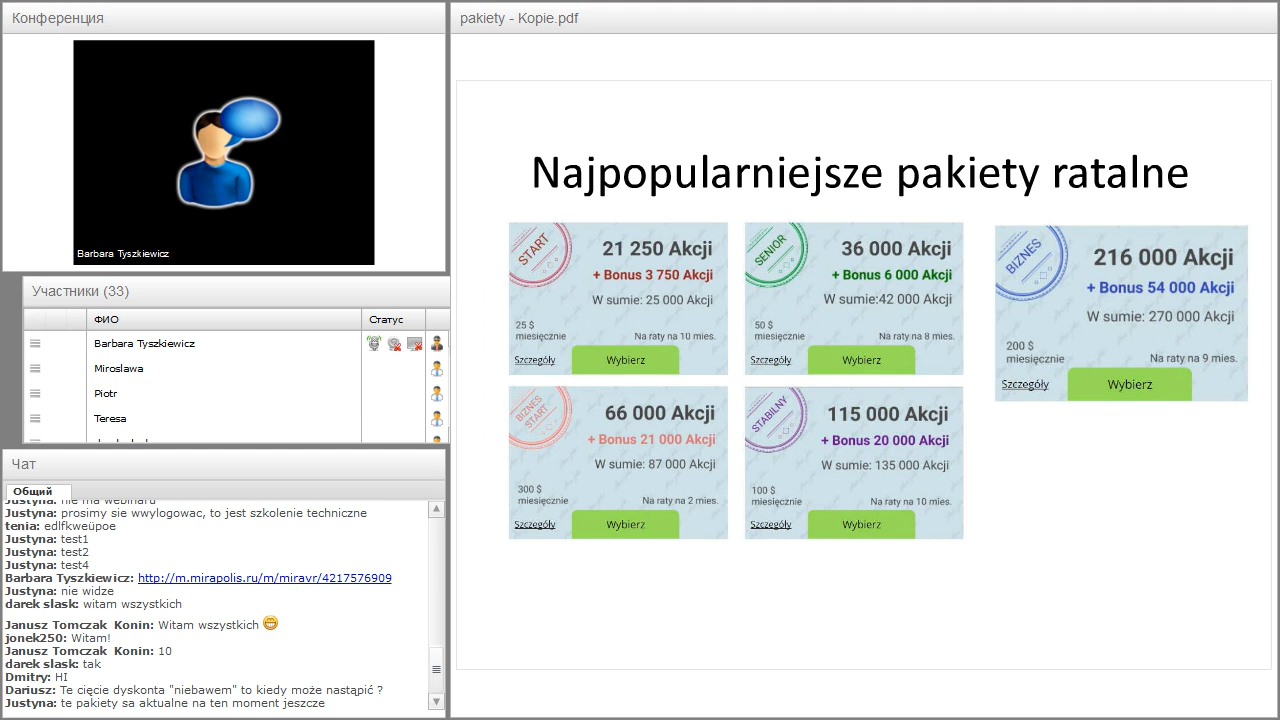 Конференция
Barbara Tyszkiewicz
Участники (33)
ФИО
Статус
Barbara Tyszkiewicz
Miroslawa
Piotr
Teresa
Чат
Общий
Justyna: nie ma webinaru
Justyna: prosimy sie wwylogowac, to jest szkolenie techniczne
tenia: edlfkweüpoe
Justyna: test1
Justyna: test2
Justyna: test4
Barbara Tyszkiewicz: http://m.mirapolis.ru/m/miravr/4217576909
Justyna: nie widze
darek slask: witam wszystkich
Janusz Tomczak Konin: Witam wszystkich
jonek250: Witam!
Janusz Tomczak Konin: 10
darek slask: tak
Dmitry: HI
Dariusz: Te cięcie dyskonta "niebawem" to kiedy może nastąpić ?
Justyna: te pakiety sa aktualne na ten moment jeszcze
pakiety - Kopie.pdf
Najpopularniejsze pakiety ratalne
START
21 250 Akcji
+ Bonus 3 750 Akcji
W sumie: 25 000 Akcji
25 $
miesięcznie
Na raty na 10 mies.
Szczegóły
Wybierz
SENIOR
36 000 Akcji
+ Bonus 6 000 Akcji
W sumie:42 000 Akcji
50 $
miesięcznie
Na raty na 8 mies.
Szczegóły
Wybierz
BIZNES
216 000 Akcji
+ Bonus 54 000 Akcji
W sumie: 270 000 Akcji
200 $
miesięcznie
Na raty na 9 mies.
Szczegóły
Wybierz
BIZNES
START
66 000 Akcji
+ Bonus 21 000 Akcji
W sumie: 87 000 Akcji
300 $
miesięcznie
Na raty na 2 mies.
Szczegóły
Wybierz
STABILNY
115 000 Akcji
+ Bonus 20 000 Akcji
W sumie: 135 000 Akcji
100 $
miesięcznie
Na raty na 10 mies.
Szczegóły
Wybierz